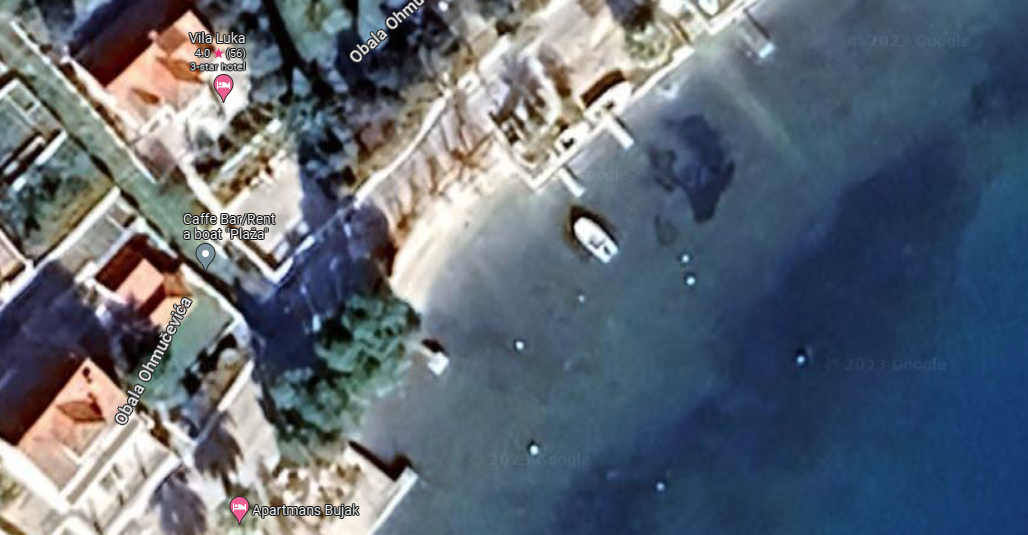 Obala Ohmu
Vila Luka
4.0 ★ (56)
3-star hotel
© 2023 Google
Google
Caffe Bar/Rent
a boat "Plaža"
Obala Ohmučevića
© 2023 Google
© 2023 Google
Apartmans Bujak